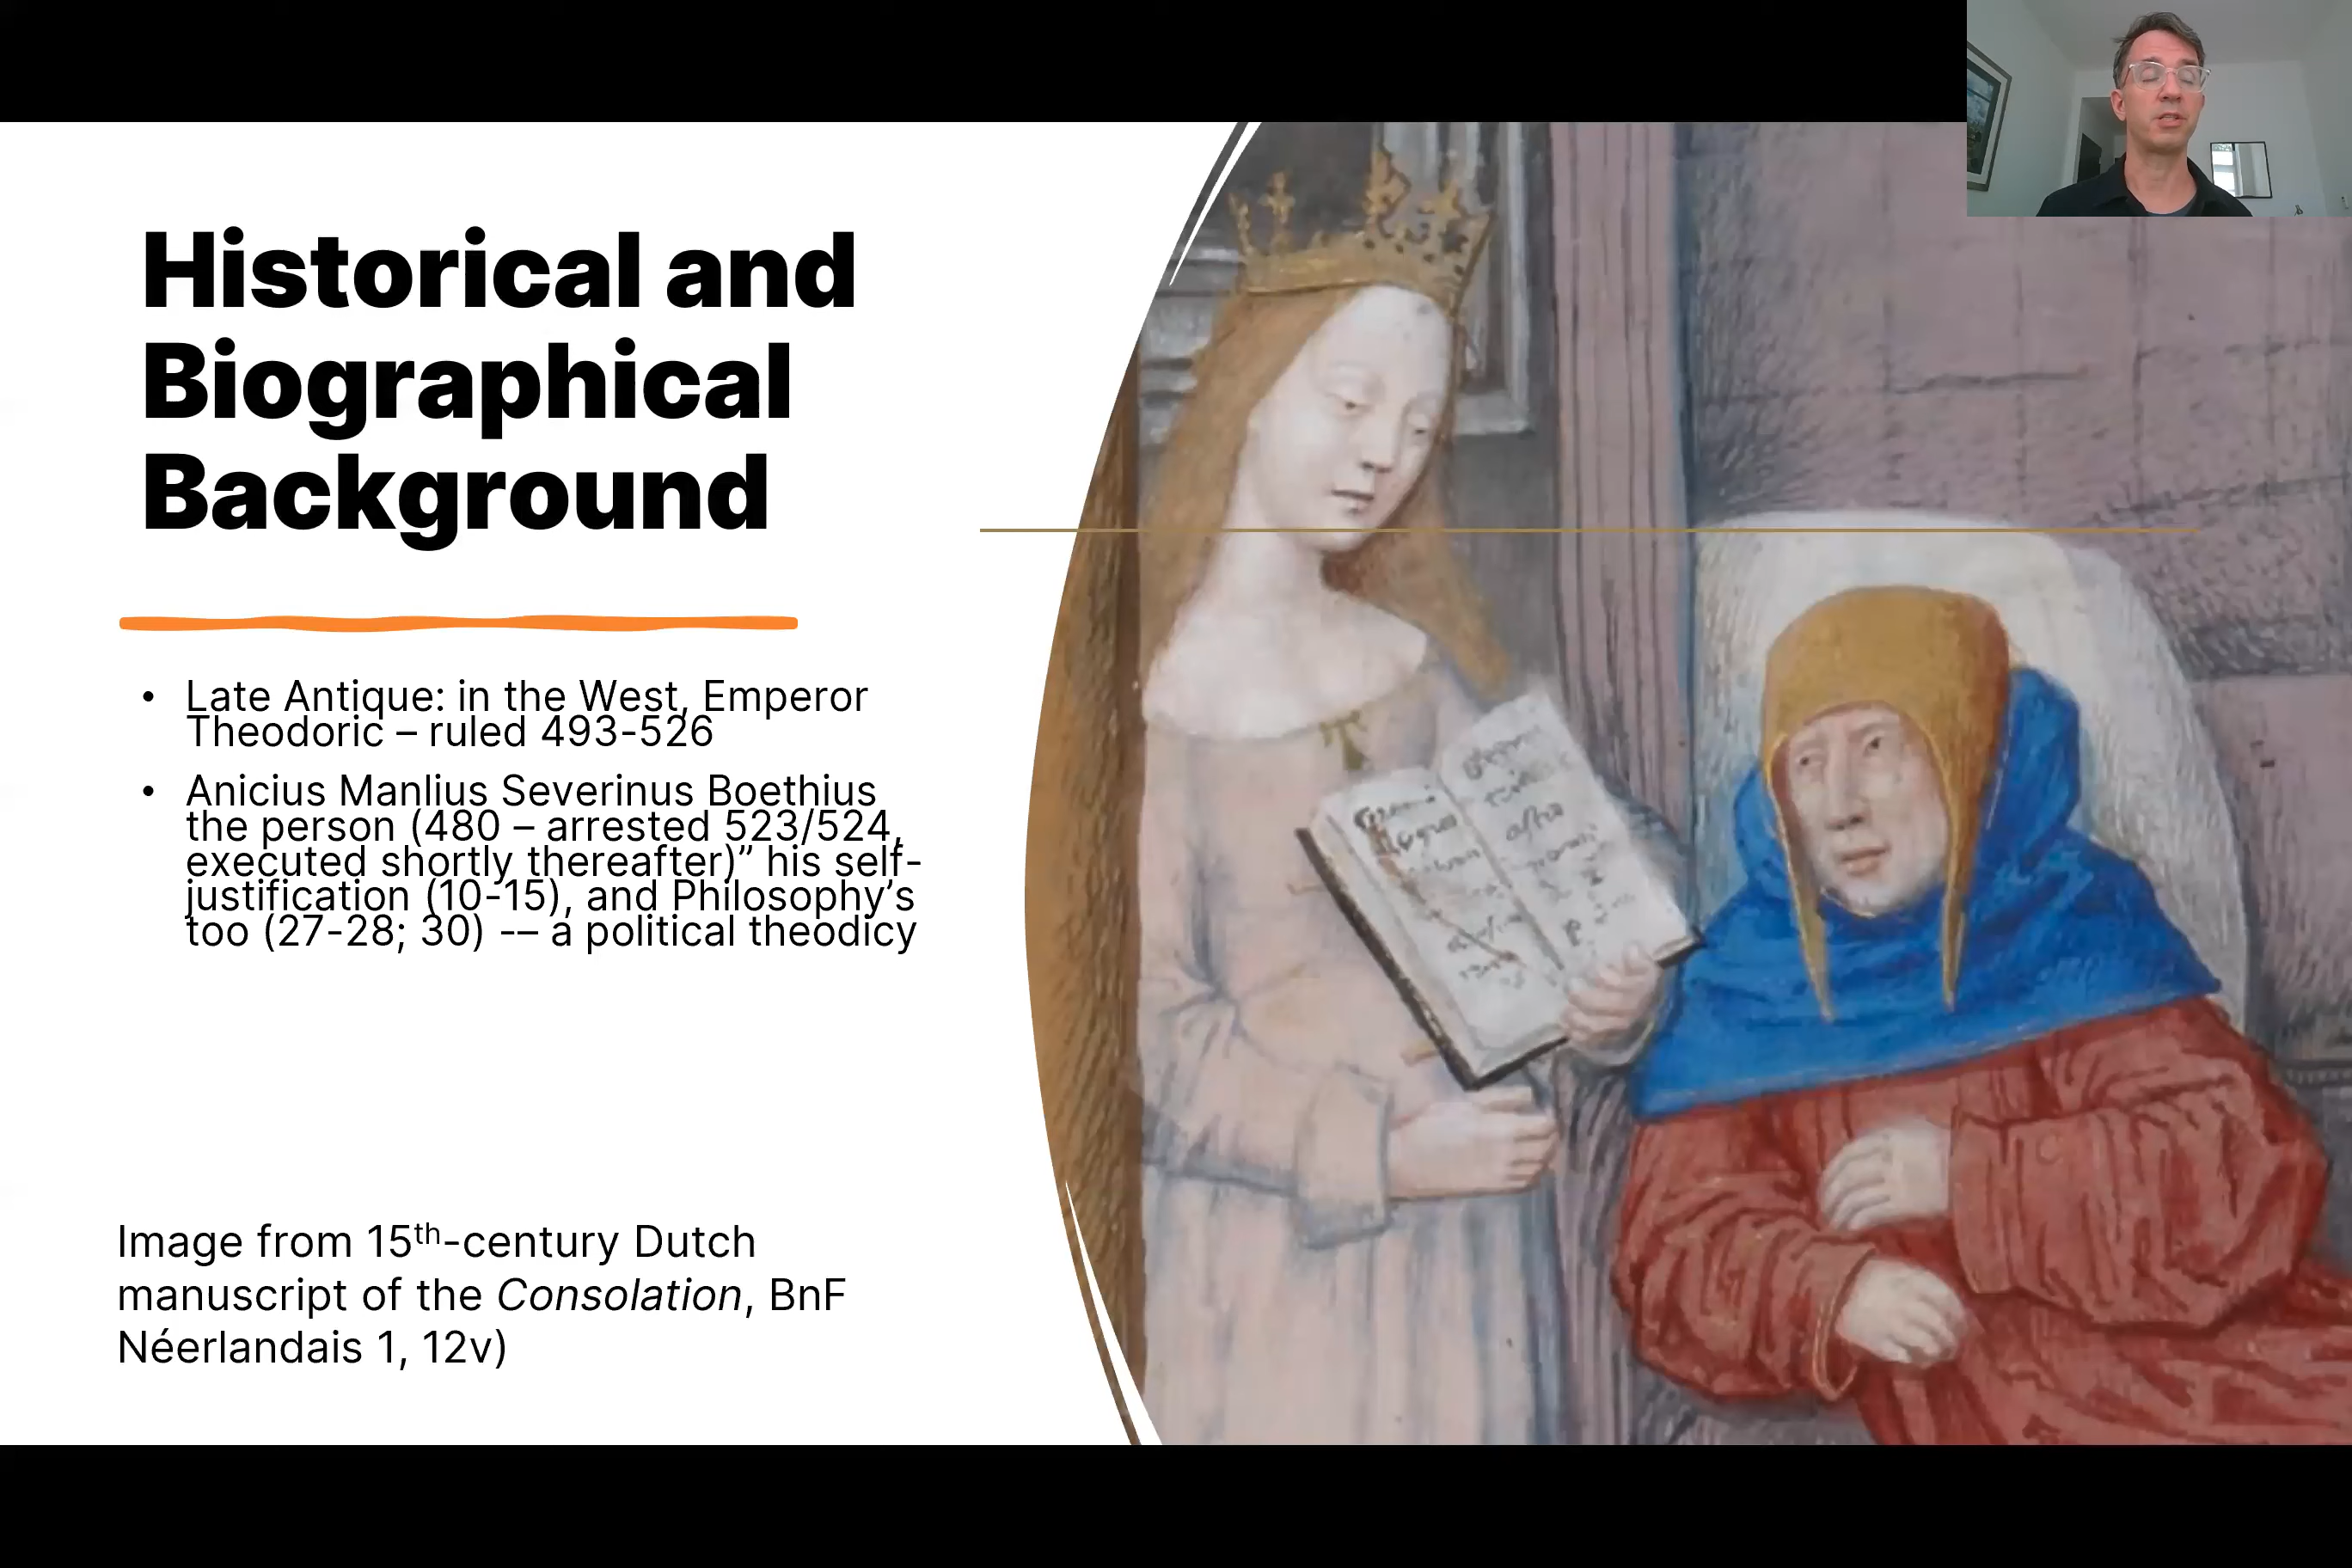 Historical and
Biographical
Background
• Late Antique: in the West, Emperor
Theodoric – ruled 493-526
• Anicius Manlius Severinus Boethius
the person (480 – arrested 523/524,
executed shortly thereafter)” his self-
justification (10-15), and Philosophy’s
too (27-28; 30) -– a political theodicy
Image from 15th-century Dutch
manuscript of the Consolation, BnF
Néerlandais 1, 12v)